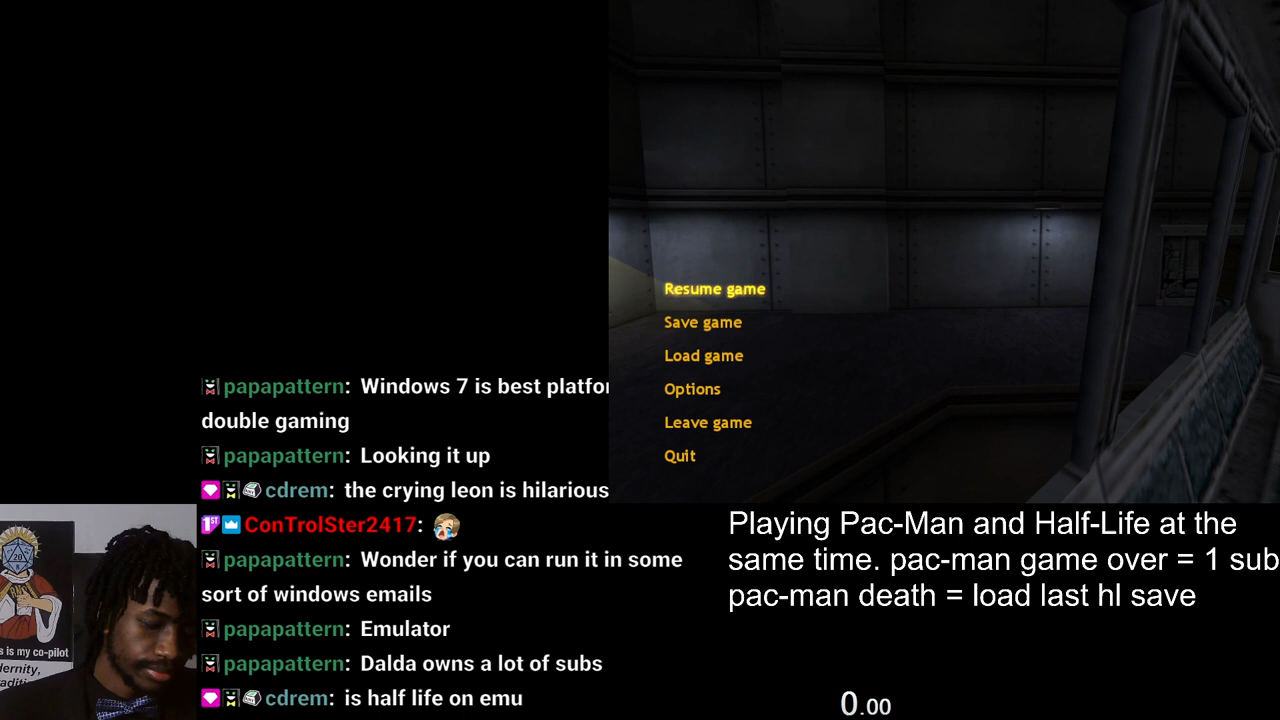 Resume game
Save game
Load game
Options
Leave game
Quit
papapattern: Windows 7 is best platfor
double gaming
papapattern: Looking it up
cdrem: the crying leon is hilarious
1ST ConTrolSter2417:
papapattern: Wonder if you can run it in some
sort of windows emails
papapattern: Emulator
papapattern: Dalda owns a lot of subs
cdrem: is half life on emu
Playing Pac-Man and Half-Life at the
same time. pac-man game over = 1 sub
pac-man death = load last hl save
0.00
20
s is my co-pilot
dernity,